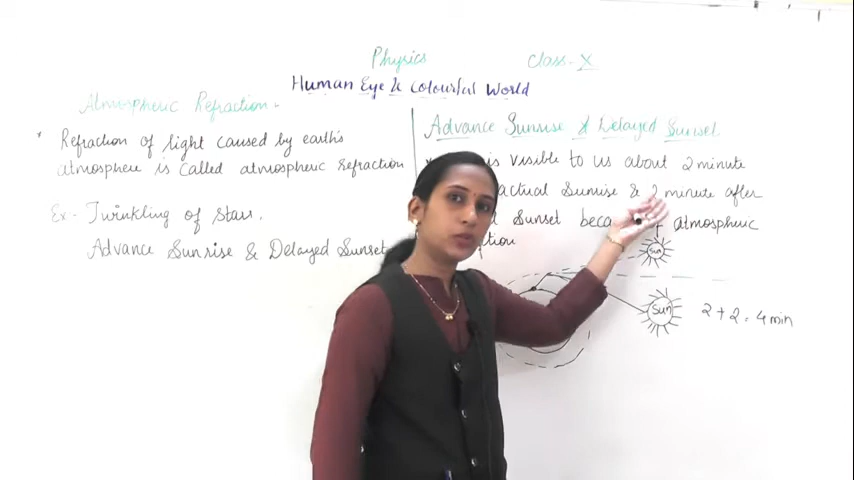 Physics Class-X
Human Eye & Colourful World
Atmospheric Refraction.
* Refraction of light caused by earth's
atmosphere is called atmospheric refraction
Ex- Twinkling of stars.
Advance Sunrise & Delayed Sunset
Advance Sunrise & Delayed Sunset
is visible to us about 2 minute
actual Sunrise & 2 minute after
Sunset atmospheric
Sun
Sun
2 + 2 = 4 min